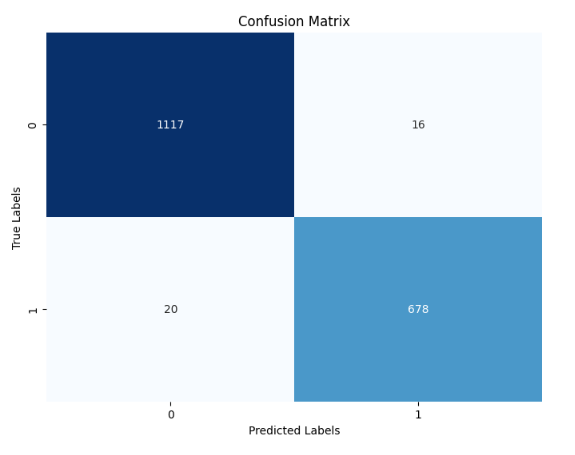 Confusion Matrix
0
1117
16
True Labels
1
20
678
0
1
Predicted Labels